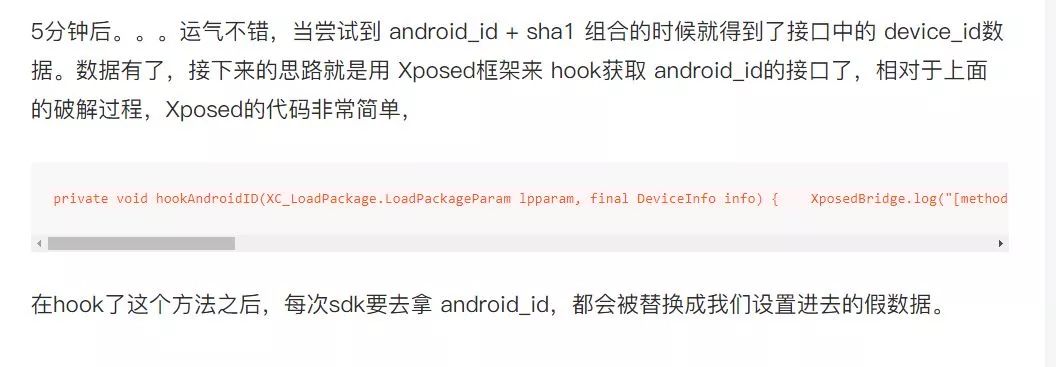 5分钟后。。。运气不错，当尝试到 android_id + sha1 组合的时候就得到了接口中的 device_id数
据。数据有了，接下来的思路就是用 Xposed框架来 hook获取 android_id的接口了，相对于上面
的破解过程，Xposed的代码非常简单，
private void hookAndroidID(XC_LoadPackage.LoadPackageParam lpparam, final DeviceInfo info) {    XposedBridge.log("[method
在hook了这个方法之后，每次sdk要去拿 android_id，都会被替换成我们设置进去的假数据。